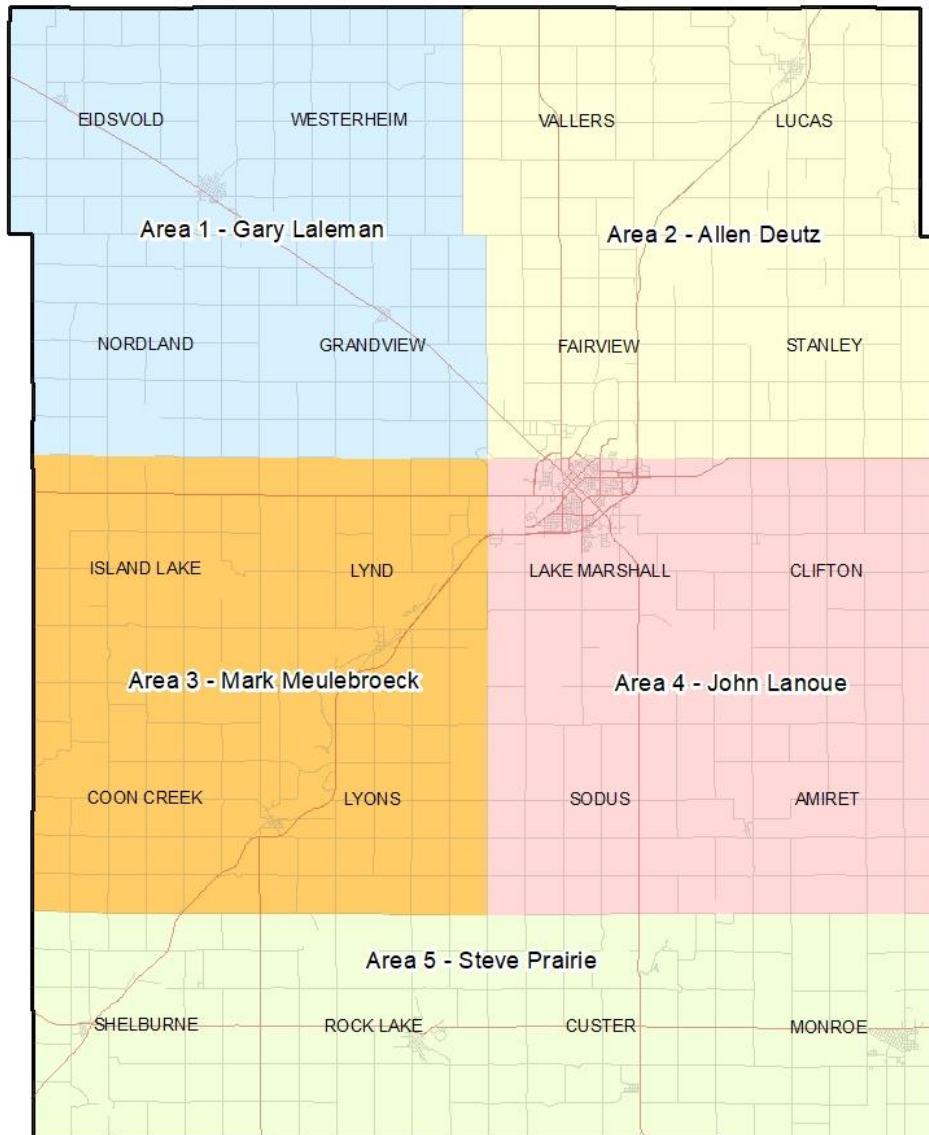 EIDSVOLD
WESTERHEIM
VALLERS
LUCAS
Area 1 - Gary Laleman
Area 2 - Allen Deutz
NORDLAND
GRANDVIEW
FAIRVIEW
STANLEY
ISLAND LAKE
LYND
LAKE MARSHALL
CLIFTON
Area 3 - Mark Meulebroeck
Area 4 - John Lanoue
COON CREEK
LYONS
SODUS
AMIRET
Area 5 - Steve Prairie
SHELBURNE
ROCK LAKE
CUSTER
MONROE